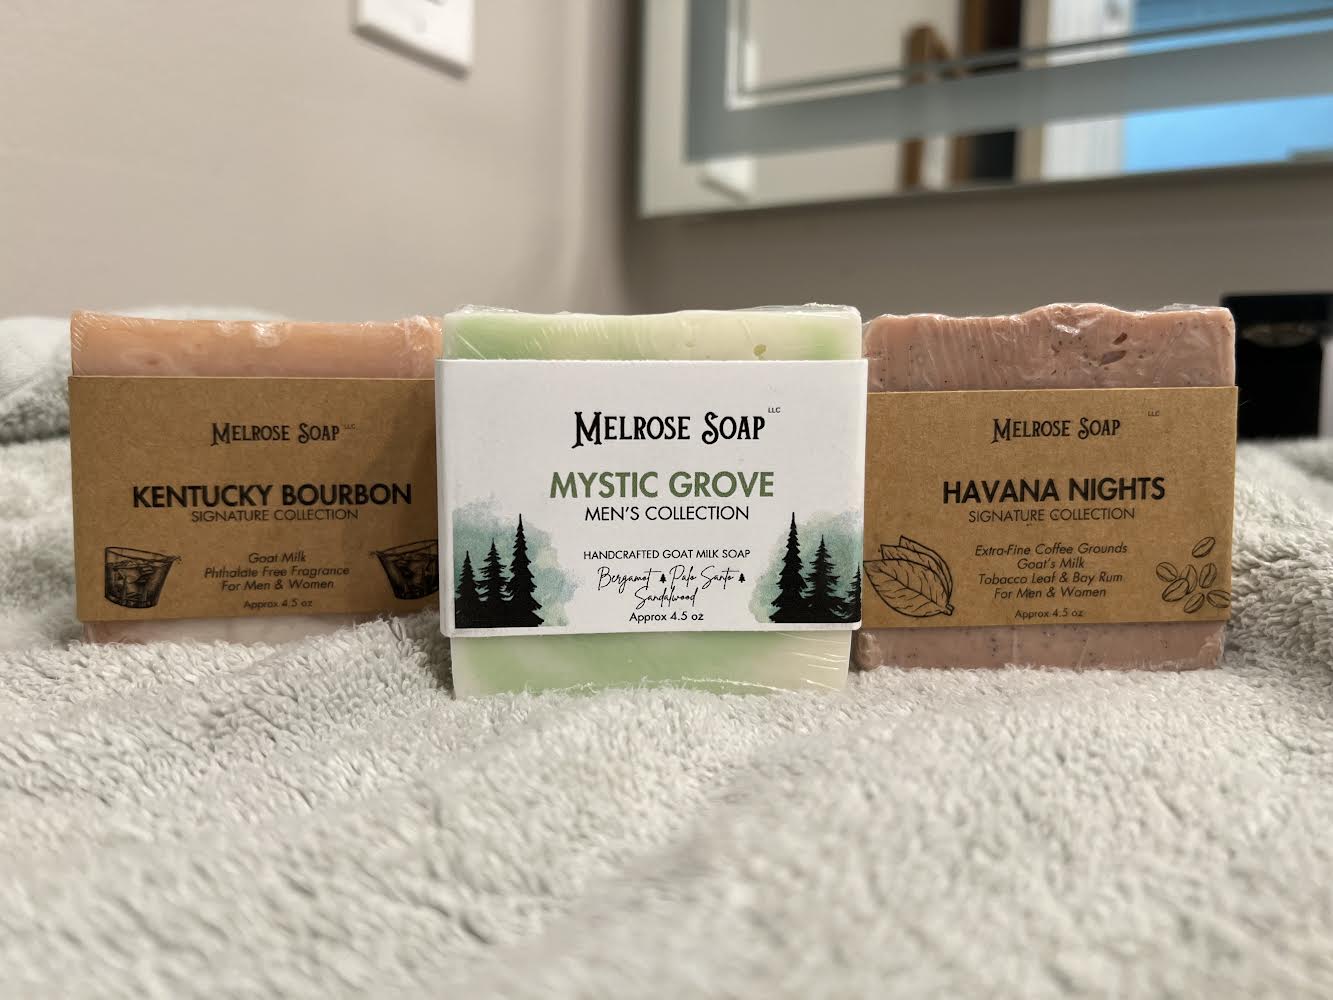 MELROSE SOAP LLC
KENTUCKY BOURBON
SIGNATURE COLLECTION
Goat Milk
Phthalate Free Fragrance
For Men & Women
Approx 4.5 oz
MELROSE SOAP LLC
MYSTIC GROVE
MEN'S COLLECTION
HANDCRAFTED GOAT MILK SOAP
Bergamot Palo Santo
Sandalwood
Approx 4.5 oz
MELROSE SOAP LLC
HAVANA NIGHTS
SIGNATURE COLLECTION
Extra-Fine Coffee Grounds
Goat's Milk
Tobacco Leaf & Bay Rum
For Men & Women
Approx 4.5 oz